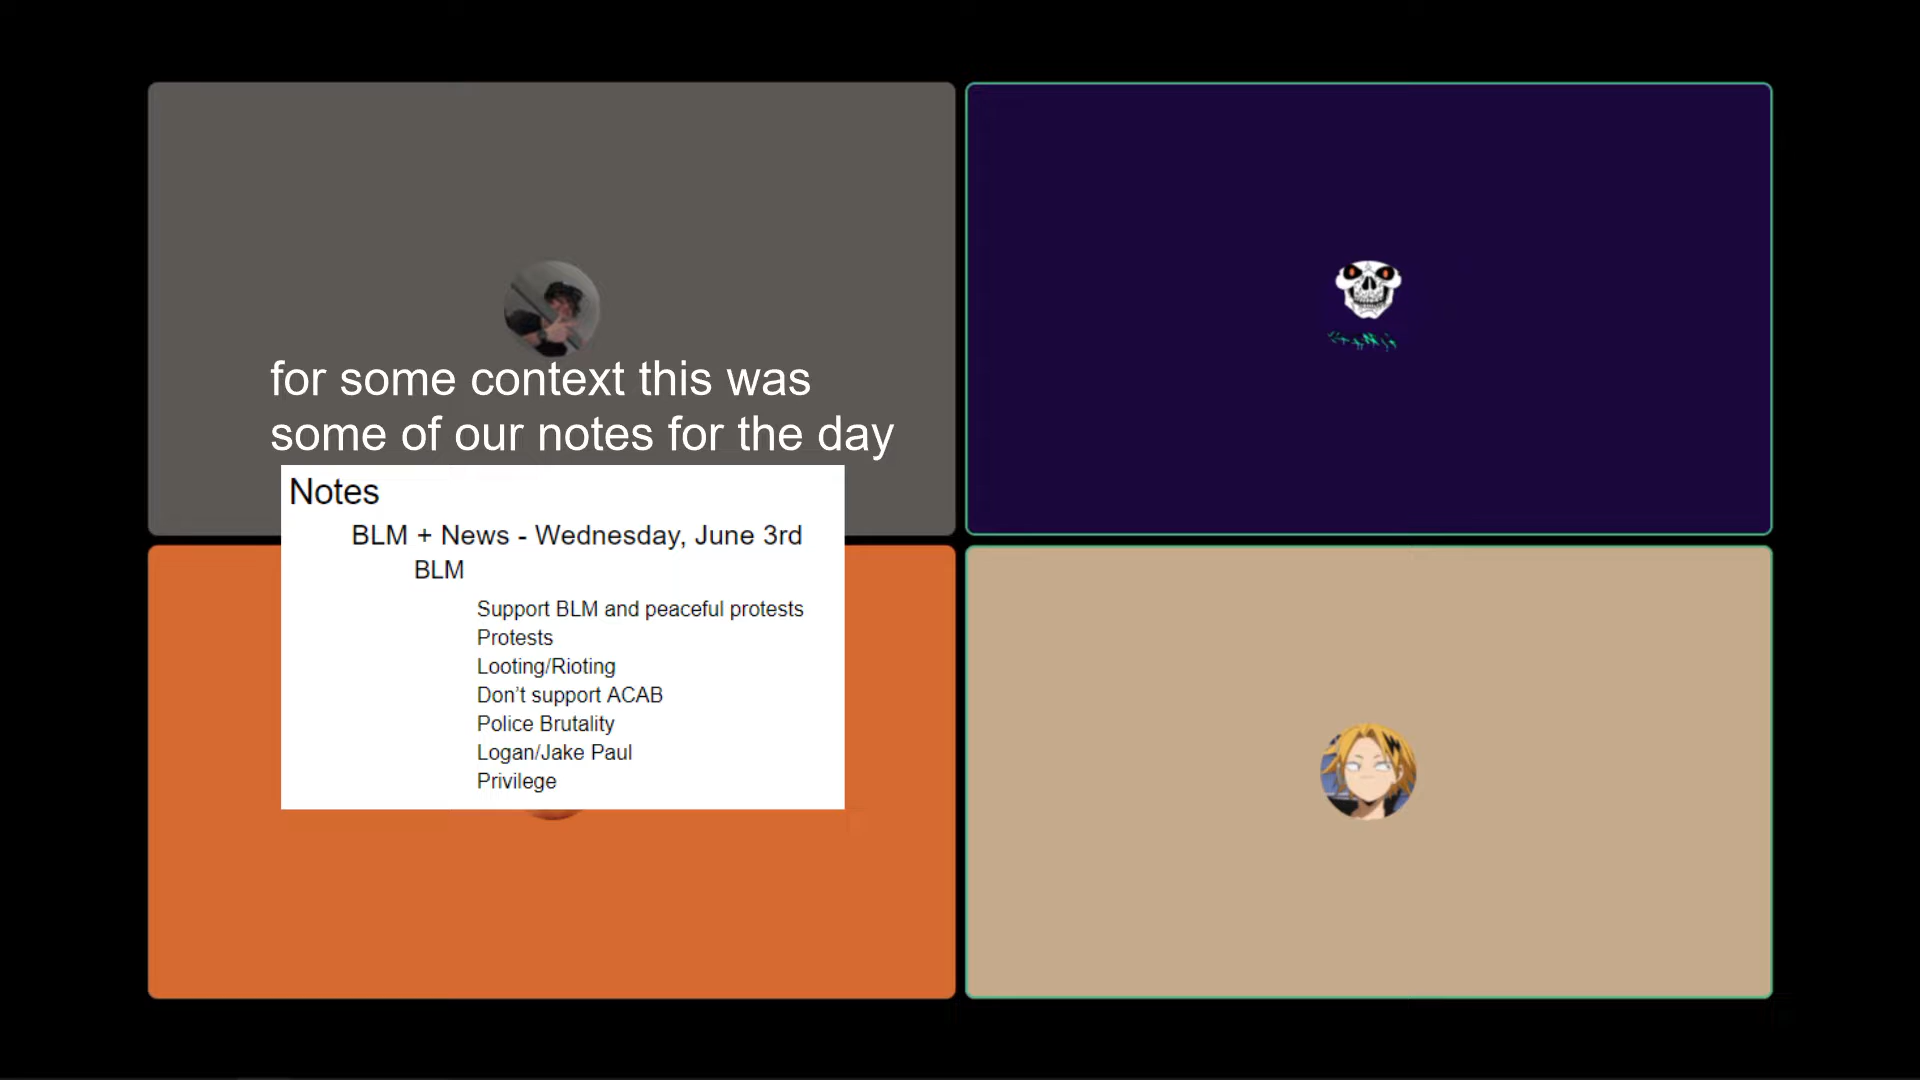 for some context this was
some of our notes for the day
Notes
BLM + News - Wednesday, June 3rd
BLM
Support BLM and peaceful protests
Protests
Looting/Rioting
Don’t support ACAB
Police Brutality
Logan/Jake Paul
Privilege